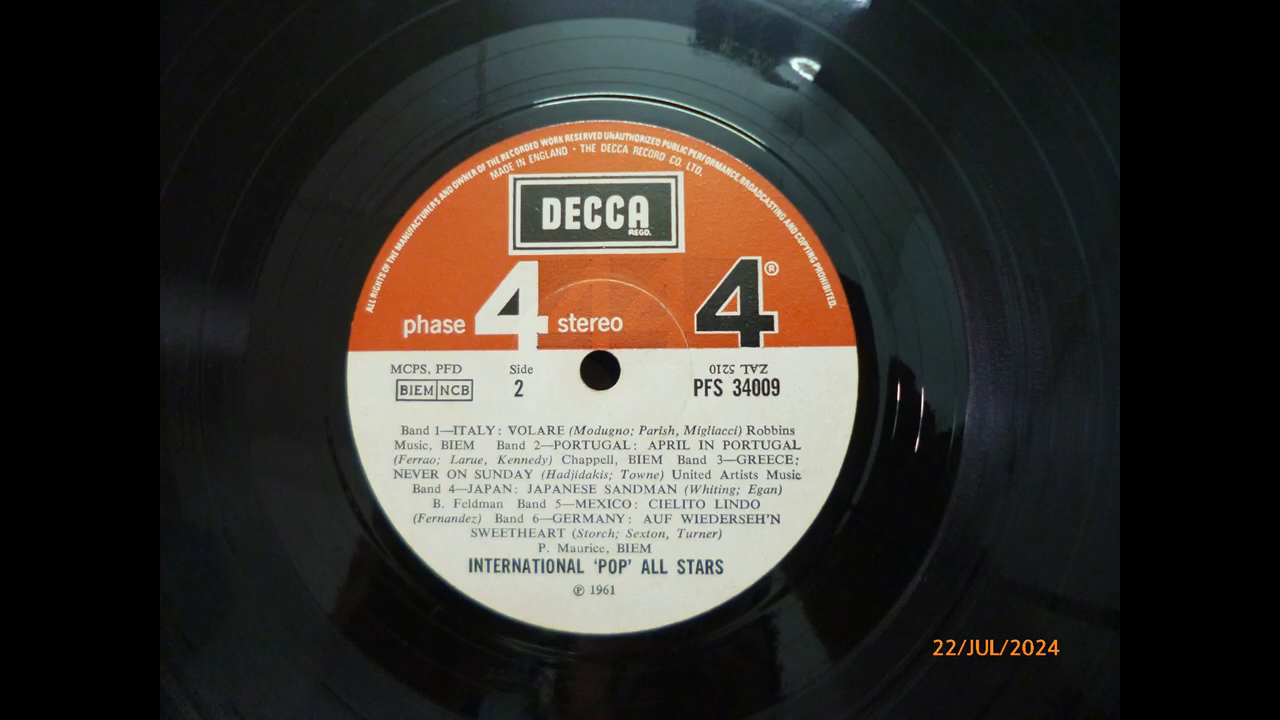 ALL RIGHTS OF THE MANUFACTURERS AND OWNER OF THE RECORDED WORK RESERVED UNAUTHORIZED PUBLIC PERFORMANCE, BROADCASTING AND COPYING PROHIBITED.
MADE IN ENGLAND · THE DECCA RECORD CO. LTD.
DECCA
REGD.
phase 4 stereo 4®
MCPS, PFD Side ZAL 5210
BIEM NCB 2 PFS 34009
Band 1—ITALY: VOLARE (Modugno; Parish, Migliacci) Robbins
Music, BIEM Band 2—PORTUGAL: APRIL IN PORTUGAL
(Ferrao; Larue, Kennedy) Chappell, BIEM Band 3—GREECE;
NEVER ON SUNDAY (Hadjidakis; Towne) United Artists Music
Band 4—JAPAN: JAPANESE SANDMAN (Whiting; Egan)
B. Feldman Band 5—MEXICO: CIELITO LINDO
(Fernandez) Band 6—GERMANY: AUF WIEDERSEH'N
SWEETHEART (Storch; Sexton, Turner)
P. Maurice, BIEM
INTERNATIONAL 'POP' ALL STARS
℗ 1961
22/JUL/2024